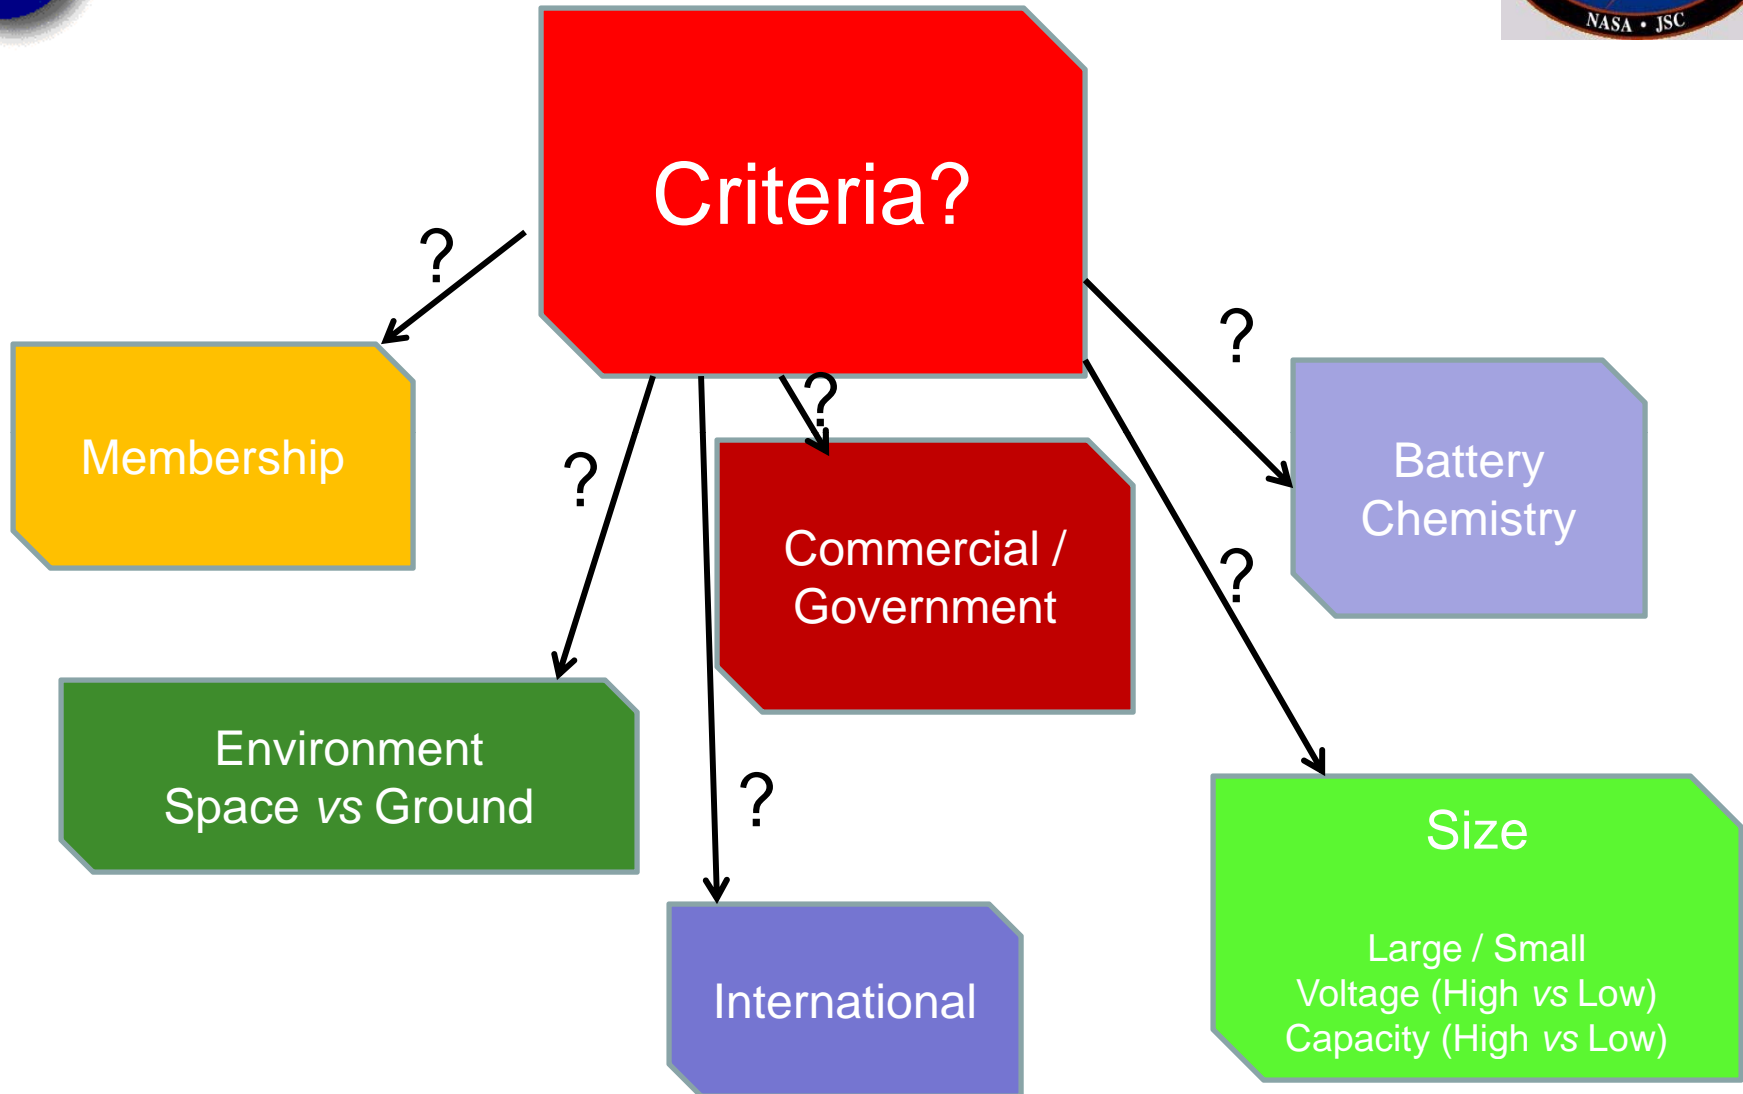 NASA • JSC
Criteria?
?
?
Membership
?
Battery
Chemistry
?
Commercial /
Government
?
Environment
Space vs Ground
?
Size
Large / Small
Voltage (High vs Low)
Capacity (High vs Low)
International